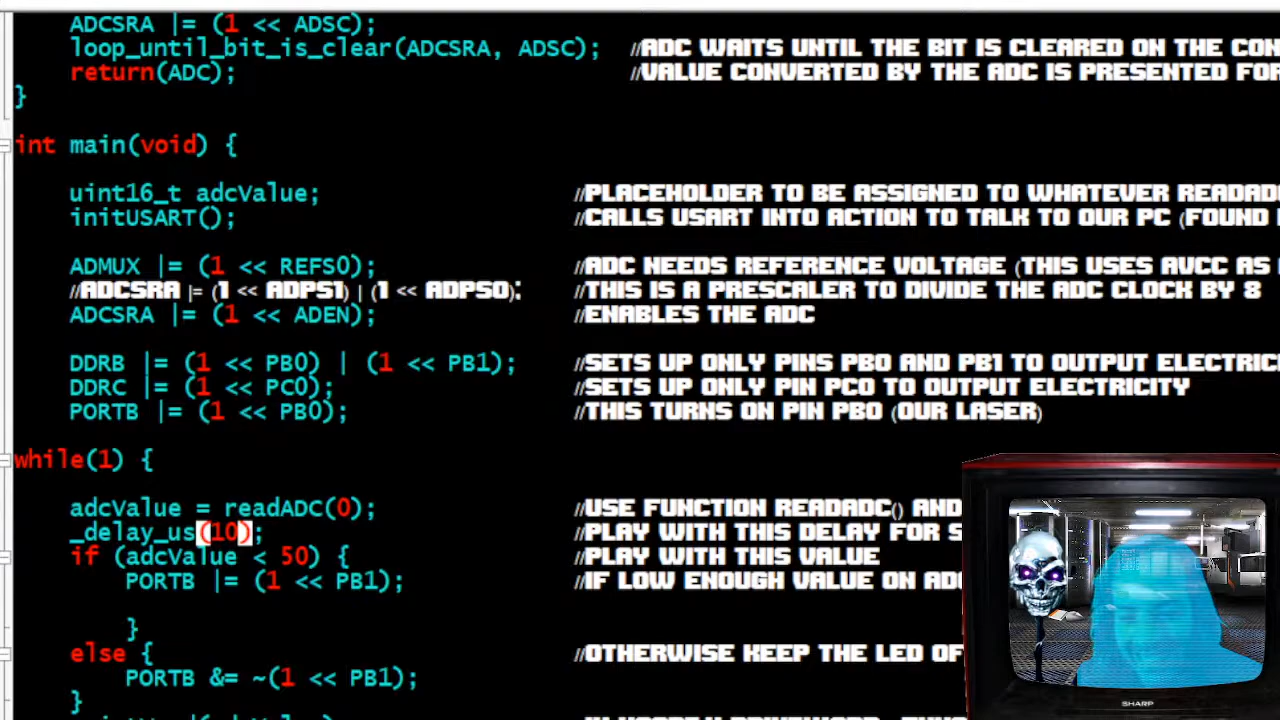 ADCSRA |= (1 << ADSC);
loop_until_bit_is_clear(ADCSRA, ADSC); //ADC WAITS UNTIL THE BIT IS CLEARED ON THE CON
return(ADC); //VALUE CONVERTED BY THE ADC IS PRESENTED FOR
}
int main(void) {
uint16_t adcValue; //PLACEHOLDER TO BE ASSIGNED TO WHATEVER READAD
initUSART(); //CALLS USART INTO ACTION TO TALK TO OUR PC (FOUND
ADMUX |= (1 << REFS0); //ADC NEEDS REFERENCE VOLTAGE (THIS USES AVCC AS
//ADCSRA |= (1 << ADPS1) | (1 << ADPS0); //THIS IS A PRESCALER TO DIVIDE THE ADC CLOCK BY 8
ADCSRA |= (1 << ADEN); //ENABLES THE ADC
DDRB |= (1 << PB0) | (1 << PB1); //SETS UP ONLY PINS PB0 AND PB1 TO OUTPUT ELECTRIC
DDRC |= (1 << PC0); //SETS UP ONLY PIN PC0 TO OUTPUT ELECTRICITY
PORTB |= (1 << PB0); //THIS TURNS ON PIN PB0 (OUR LASER)
while(1) {
adcValue = readADC(0); //USE FUNCTION READADC() AND
_delay_us(10); //PLAY WITH THIS DELAY FOR S
if (adcValue < 50) { //PLAY WITH THIS VALUE
PORTB |= (1 << PB1); //IF LOW ENOUGH VALUE ON AD
}
else { //OTHERWISE KEEP THE LED OF
PORTB &= ~(1 << PB1);
}
SHARP